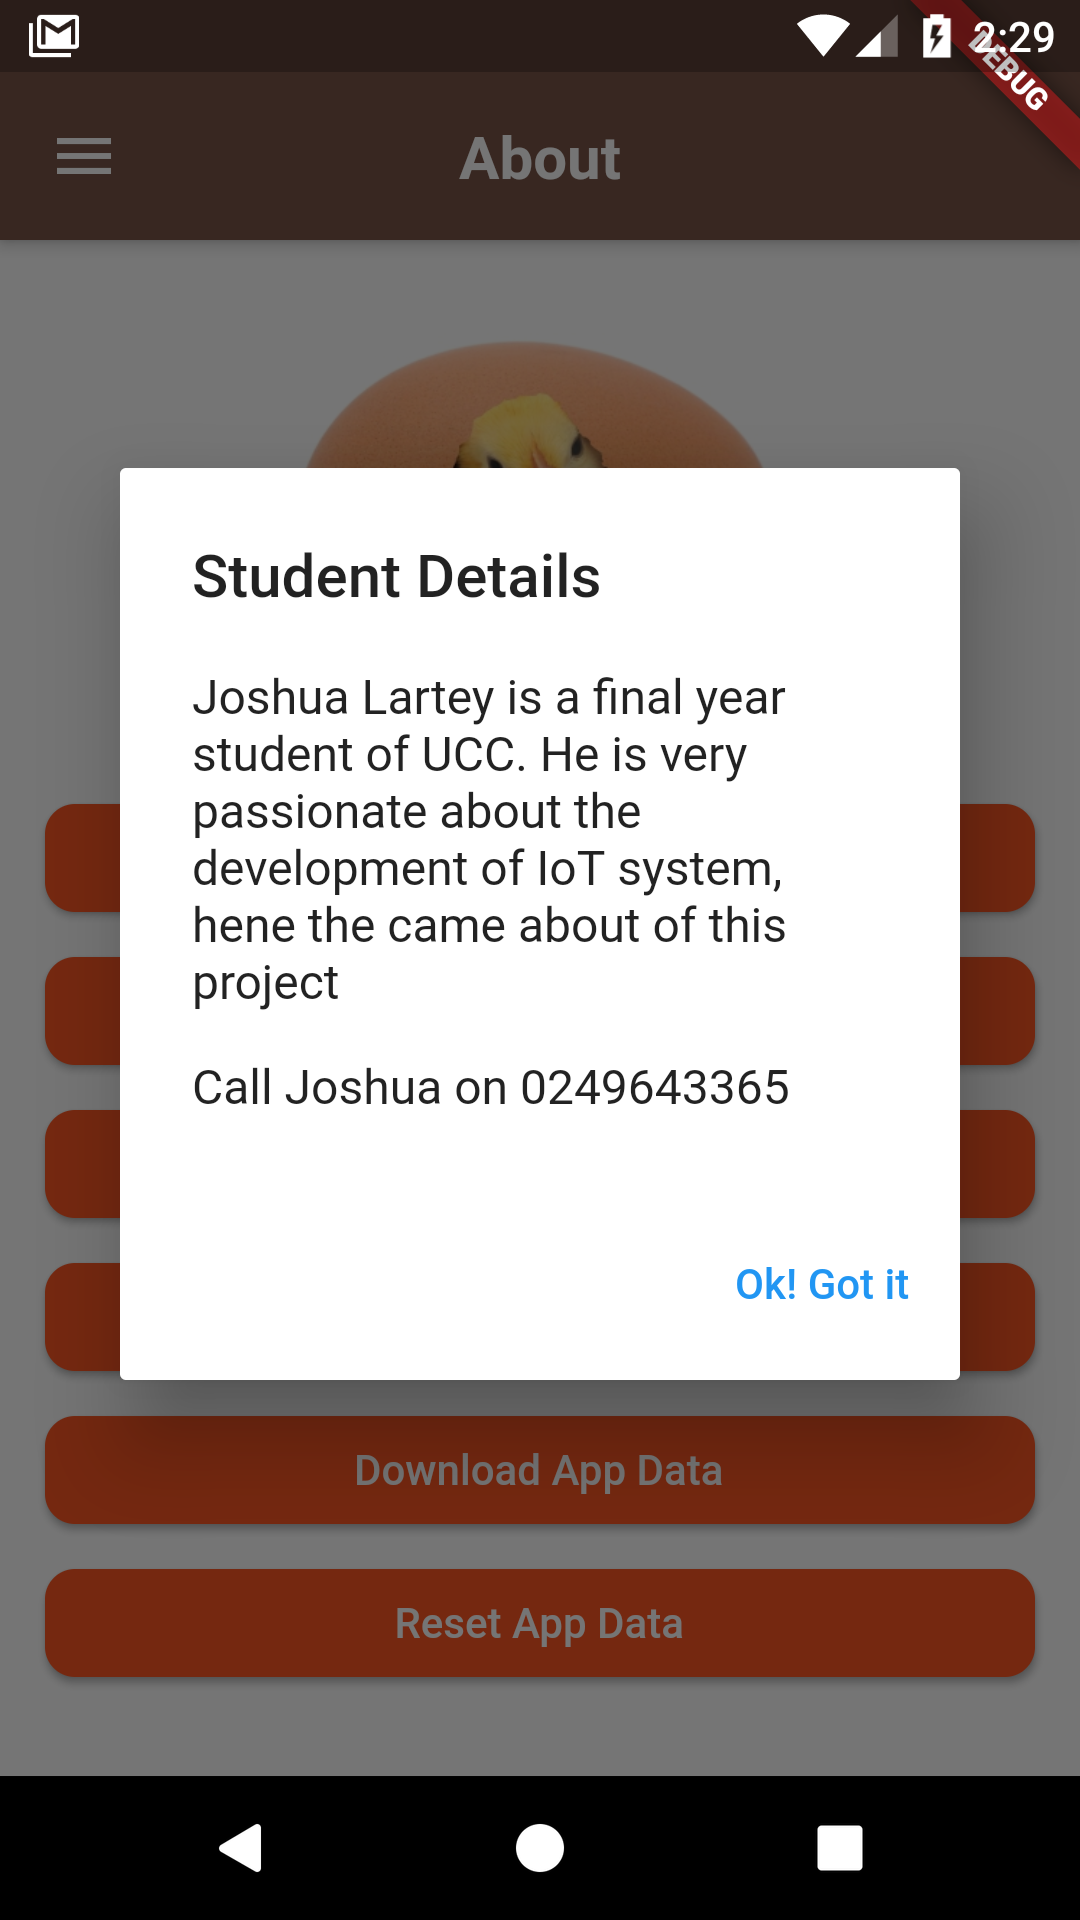 2:29
DEBUG
About
Student Details
Joshua Lartey is a final year
student of UCC. He is very
passionate about the
development of IoT system,
hene the came about of this
project
Call Joshua on 0249643365
Ok! Got it
Download App Data
Reset App Data